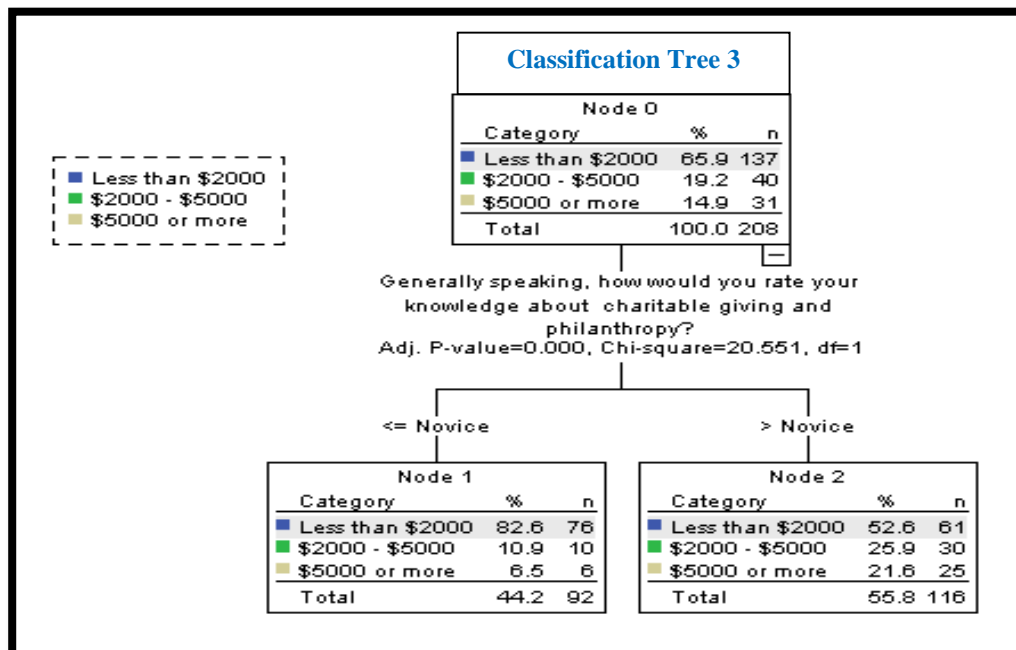 Classification Tree 3
Node 0
Category % n
Less than $2000 65.9 137
$2000 - $5000 19.2 40
$5000 or more 14.9 31
Total 100.0 208
Less than $2000
$2000 - $5000
$5000 or more
Generally speaking, how would you rate your
knowledge about charitable giving and
philanthropy?
Adj. P-value=0.000, Chi-square=20.551, df=1
<= Novice
> Novice
Node 1
Category % n
Less than $2000 82.6 76
$2000 - $5000 10.9 10
$5000 or more 6.5 6
Total 44.2 92
Node 2
Category % n
Less than $2000 52.6 61
$2000 - $5000 25.9 30
$5000 or more 21.6 25
Total 55.8 116